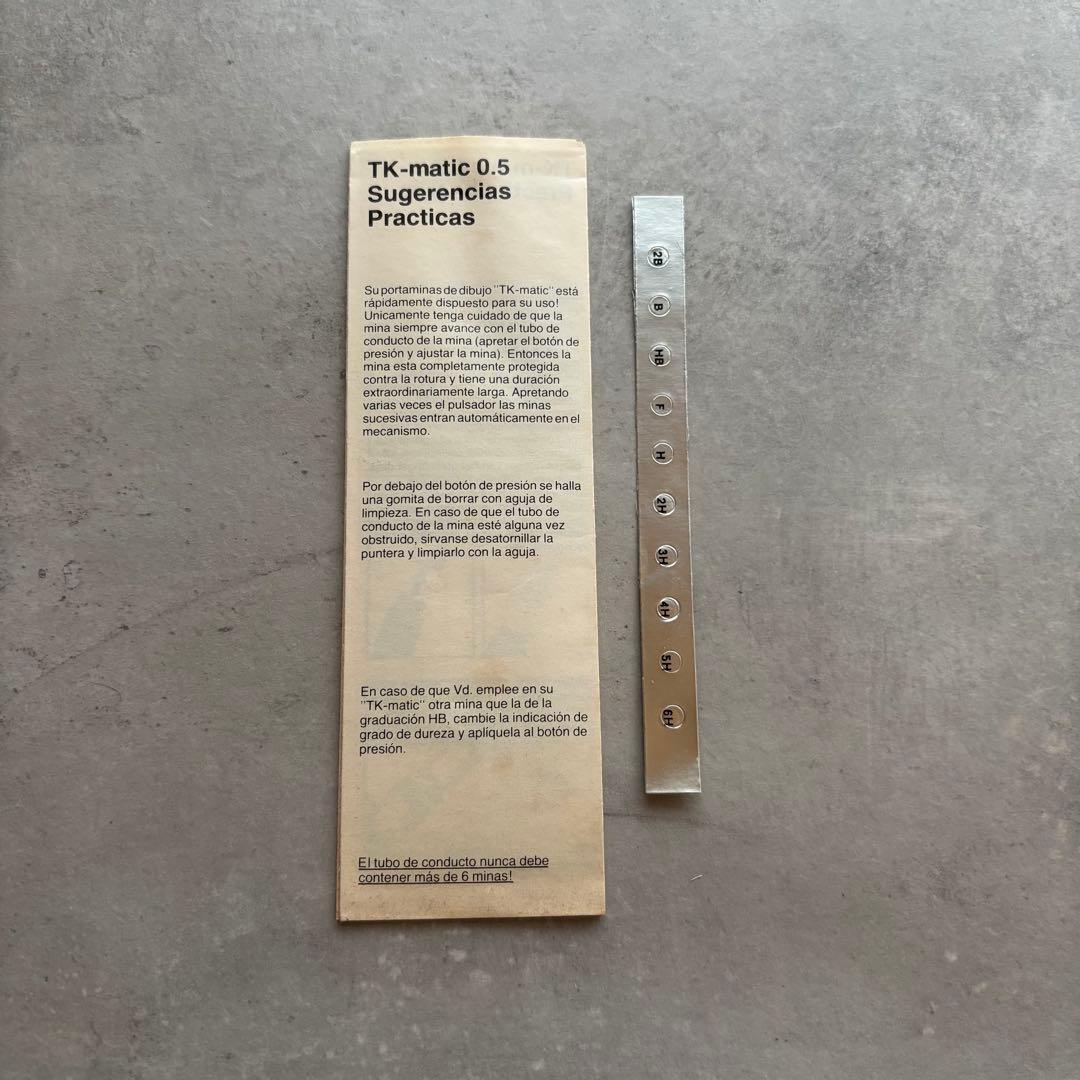 TK-matic 0.5
Sugerencias
Practicas
Su portaminas de dibujo "TK-matic" está
rápidamente dispuesto para su uso!
Unicamente tenga cuidado de que la
mina siempre avance con el tubo de
conducto de la mina (apretar el botón de
presión y ajustar la mina). Entonces la
mina esta completamente protegida
contra la rotura y tiene una duración
extraordinariamente larga. Apretando
varias veces el pulsador las minas
sucesivas entran automáticamente en el
mecanismo.
Por debajo del botón de presión se halla
una gomita de borrar con aguja de
limpieza. En caso de que el tubo de
conducto de la mina esté alguna vez
obstruido, sirvanse desatornillar la
puntera y limpiarlo con la aguja.
En caso de que Vd. emplee en su
"TK-matic" otra mina que la de la
graduación HB, cambie la indicación de
grado de dureza y aplíquela al botón de
presión.
El tubo de conducto nunca debe
contener más de 6 minas!
2B
B
HB
F
H
2H
3H
4H
5H
6H